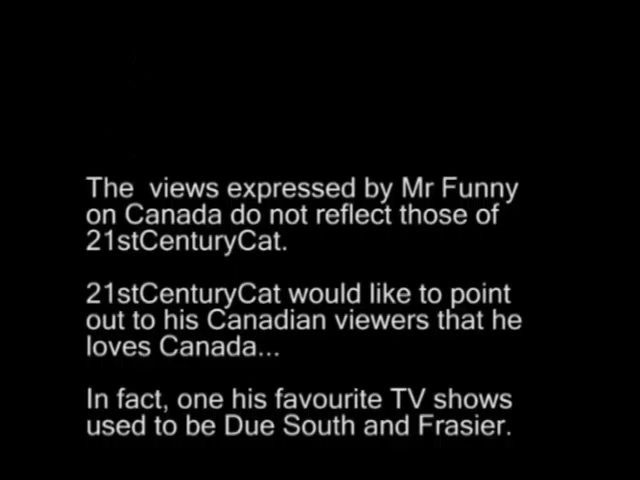 The  views expressed by Mr Funny
on Canada do not reflect those of
21stCenturyCat.
21stCenturyCat would like to point
out to his Canadian viewers that he
loves Canada...
In fact, one his favourite TV shows
used to be Due South and Frasier.